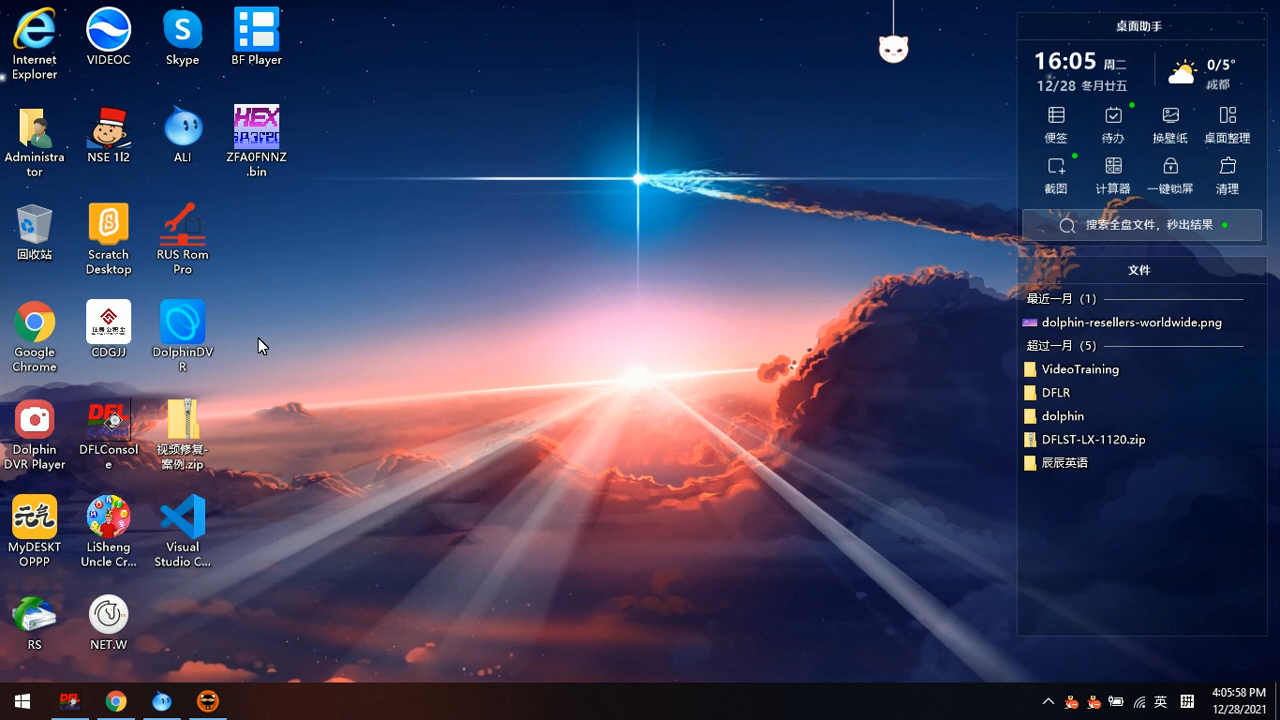 Internet
Explorer
VIDEOC
Skype
BF Player
Administra
tor
NSE 1l2
ALI
HEX
ZFA0FNNZ
.bin
回收站
Scratch
Desktop
RUS Rom
Pro
Google
Chrome
CDGJJ
DolphinDV
R
DFL
Dolphin
DVR Player
DFLConsol
e
视频修复-
案例.zip
元气
MyDESKT
OPPP
LiSheng
Uncle Cr...
Visual
Studio C...
RS
NET.W
桌面助手
16:05 周二
12/28 冬月廿五
0/5°
成都
便签
待办
换壁纸
桌面整理
截图
计算器
一键锁屏
清理
搜索全盘文件，秒出结果
文件
最近一月（1）
dolphin-resellers-worldwide.png
超过一月（5）
VideoTraining
DFLR
dolphin
DFLST-LX-1120.zip
辰辰英语
DFL
英
拼
4:05:58 PM
12/28/2021